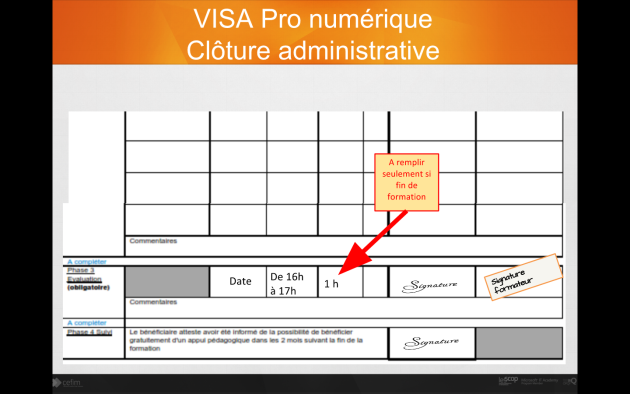 VISA Pro numérique
Clôture administrative
A remplir
seulement si
fin de
formation
Commentaires
A compléter
Phase 3
Evaluation
(obligatoire)
Date
De 16h
à 17h
1 h
Signature
Signature
formateur
Commentaires
A compléter
Phase 4 Suivi
Le bénéficiaire atteste avoir été informé de la possibilité de bénéficier
gratuitement d'un appui pédagogique dans les 2 mois suivant la fin de la
formation
Signature
cefim
scop